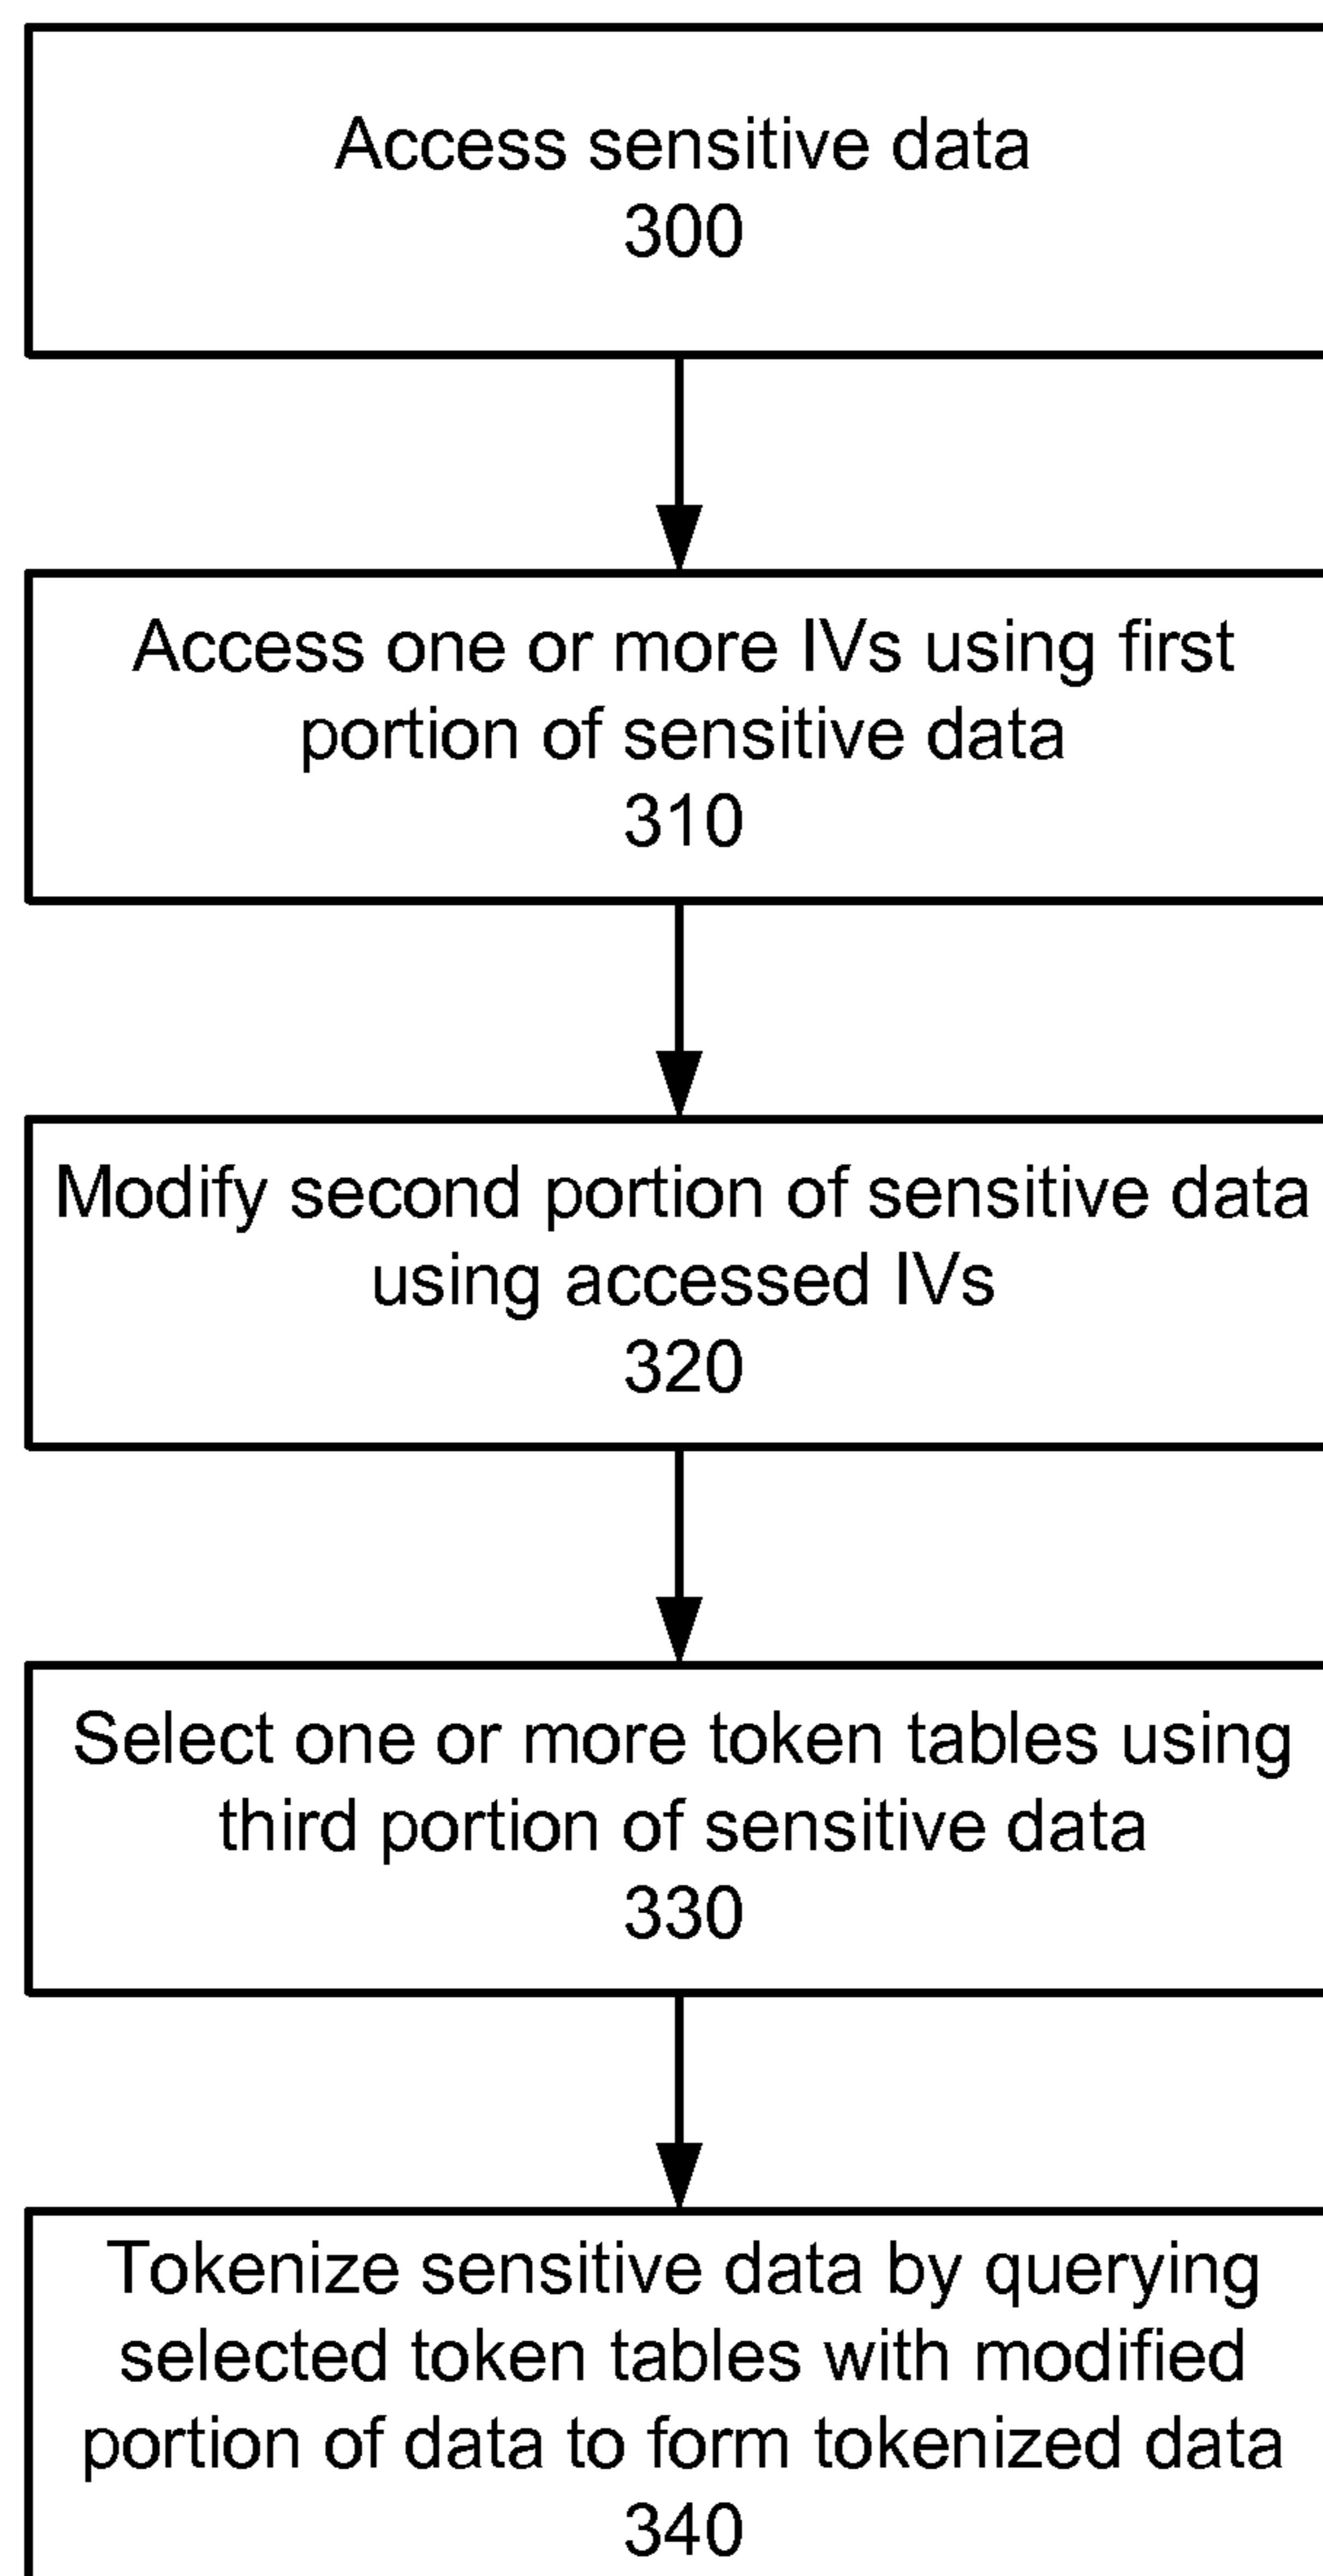 Access sensitive data
300
Access one or more IVs using first
portion of sensitive data
310
Modify second portion of sensitive data
using accessed IVs
320
Select one or more token tables using
third portion of sensitive data
330
Tokenize sensitive data by querying
selected token tables with modified
portion of data to form tokenized data
340